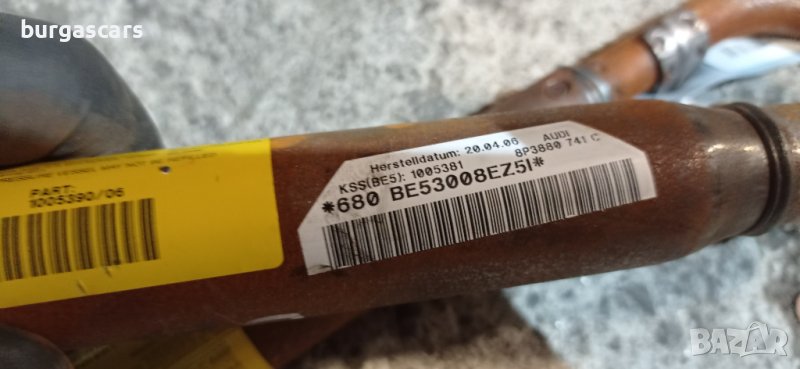 burgascars
PART:
1005390/06
Herstelldatum: 20.04.06 AUDI
KSS(BE5): 1005381 8P3880 741 C
*680 BE53008EZ5I*
BAZAR